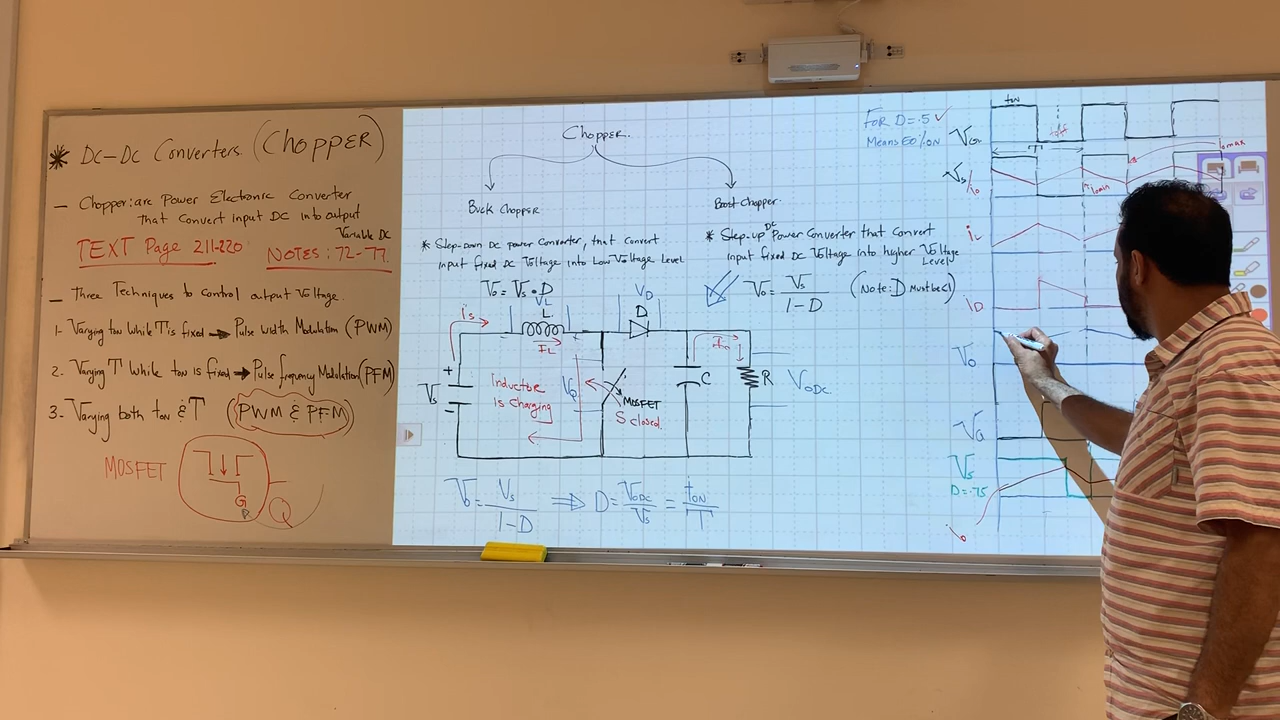 * DC-DC Converters. (CHOPPER)
- Chopper: are Power Electronic Converter
that convert input DC into output
Variable DC
TEXT Page 211-220 NOTES: 72-77.
- Three Techniques to control output Voltage.
1- Varying ton While T is fixed → Pulse width Modulation (PWM)
2. Varying T While ton is fixed → Pulse frequency Modulation (PFM)
3- Varying both ton & T (PWM & PFM)
MOSFET
G
Q
Chopper.
Buck Chopper
Boost Chopper
* Step-down DC power Converter, that Convert
input fixed DC Voltage into Low Voltage Level
Vo = Vs • D
* Step-up DC Power Converter that Convert
input fixed DC Voltage into higher Voltage
Level
Vo = Vs / 1-D (Note: D Must be <1)
is
VL
L
IL
VD
D
+
Vs
-
Inductor
is charging
MOSFET
S closed.
C
R
VODC.
Vo = Vs / 1-D ⇒ D = VODC / Vs = tON / T
FOR D=.5 ✓
Means 50% ON
ton
toff
T
Iomax
Iomin
iL
iD
Vo
VG
Vs
D=.75
io